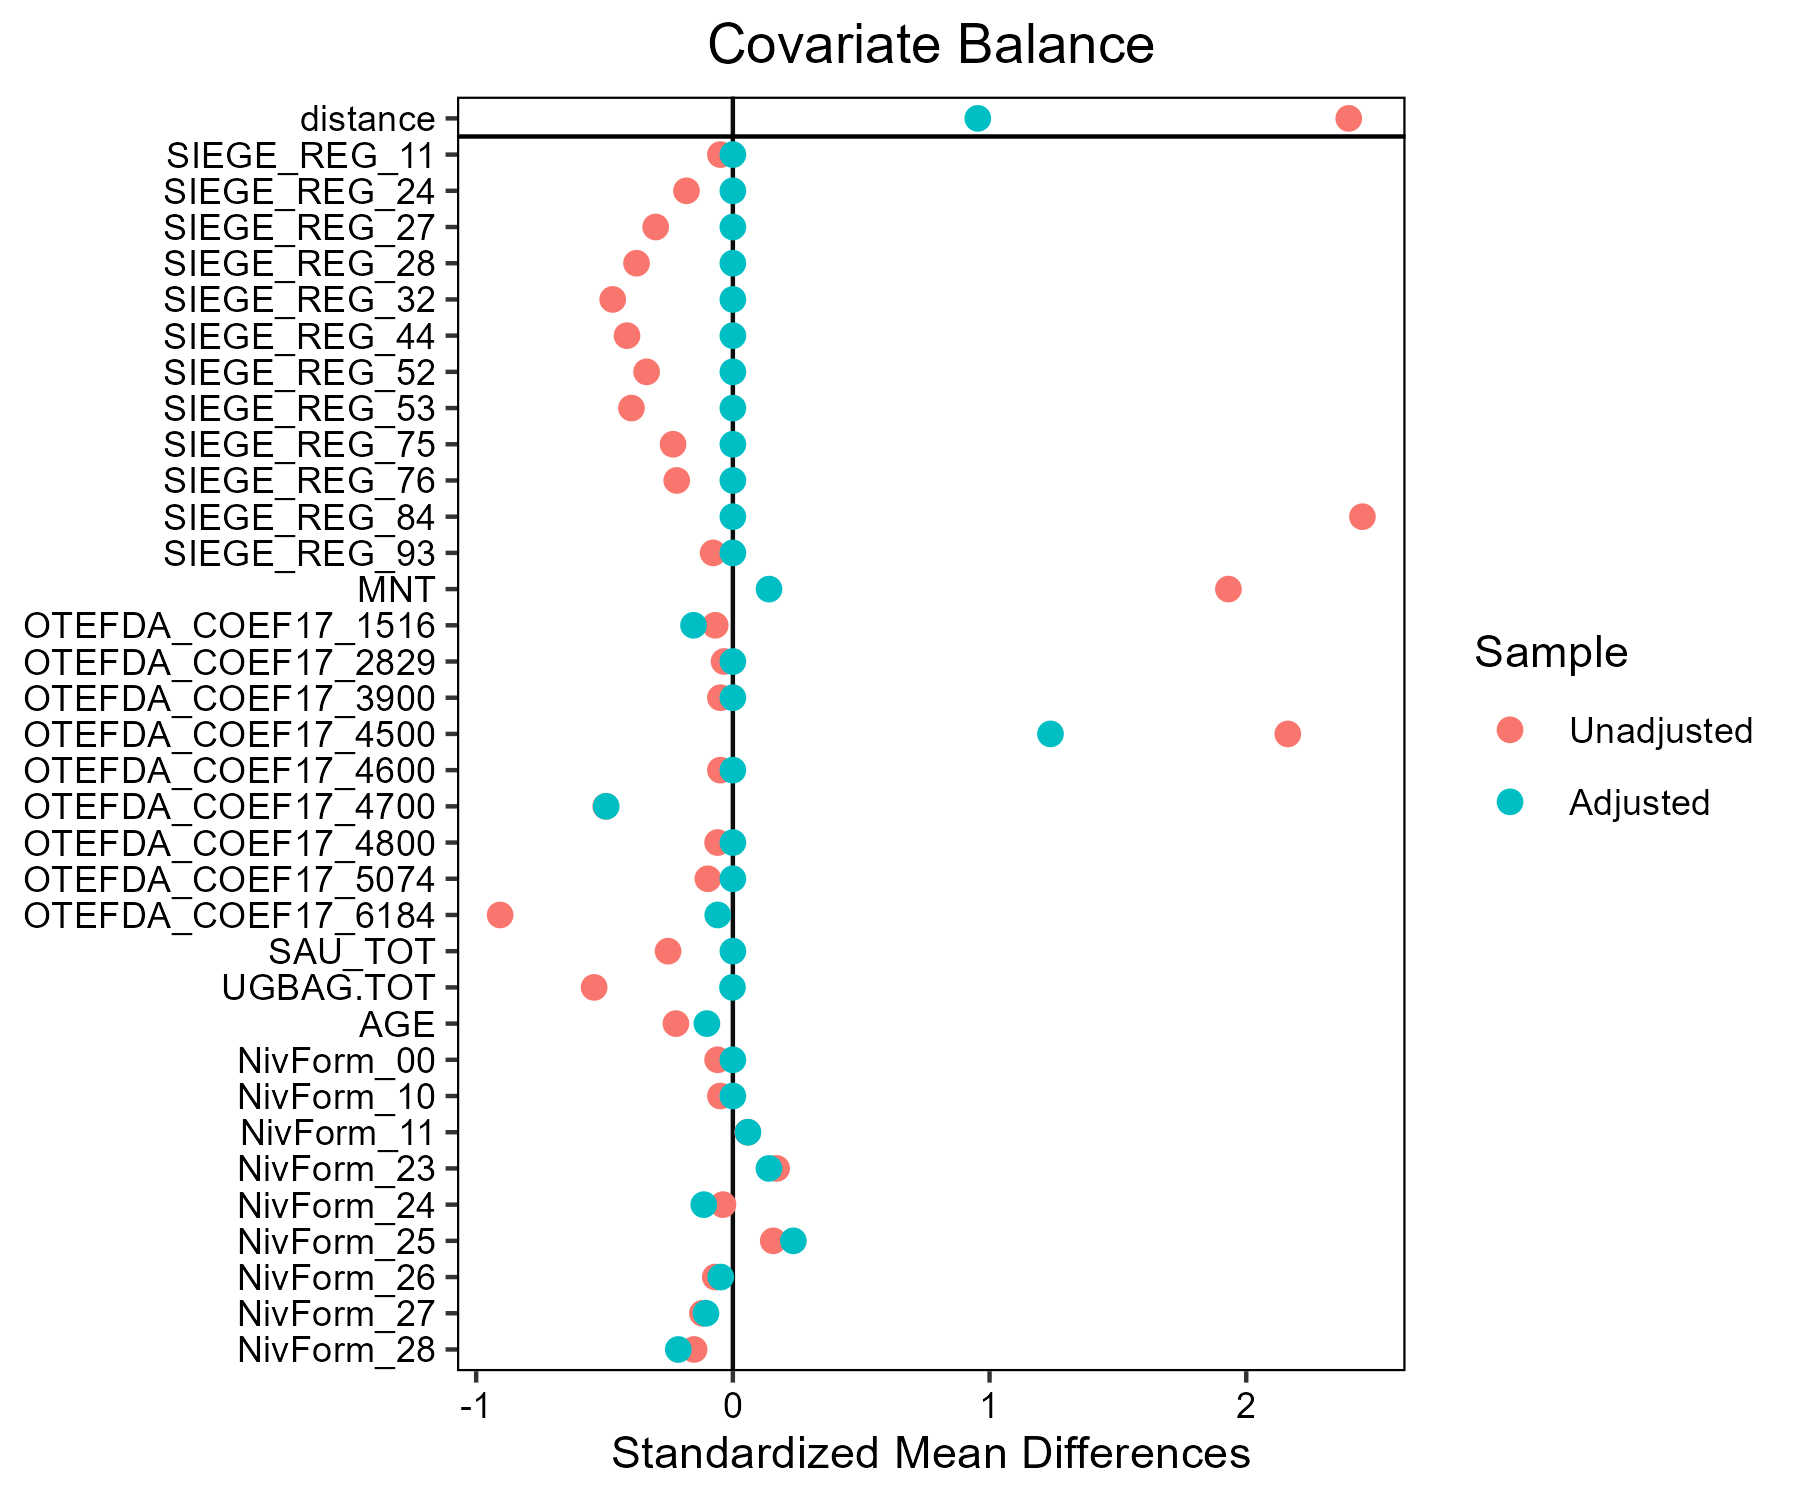 Covariate Balance
distance
SIEGE_REG_11
SIEGE_REG_24
SIEGE_REG_27
SIEGE_REG_28
SIEGE_REG_32
SIEGE_REG_44
SIEGE_REG_52
SIEGE_REG_53
SIEGE_REG_75
SIEGE_REG_76
SIEGE_REG_84
SIEGE_REG_93
MNT
OTEFDA_COEF17_1516
OTEFDA_COEF17_2829
OTEFDA_COEF17_3900
OTEFDA_COEF17_4500
OTEFDA_COEF17_4600
OTEFDA_COEF17_4700
OTEFDA_COEF17_4800
OTEFDA_COEF17_5074
OTEFDA_COEF17_6184
SAU_TOT
UGBAG.TOT
AGE
NivForm_00
NivForm_10
NivForm_11
NivForm_23
NivForm_24
NivForm_25
NivForm_26
NivForm_27
NivForm_28
-1 0 1 2
Standardized Mean Differences
Sample
Unadjusted
Adjusted